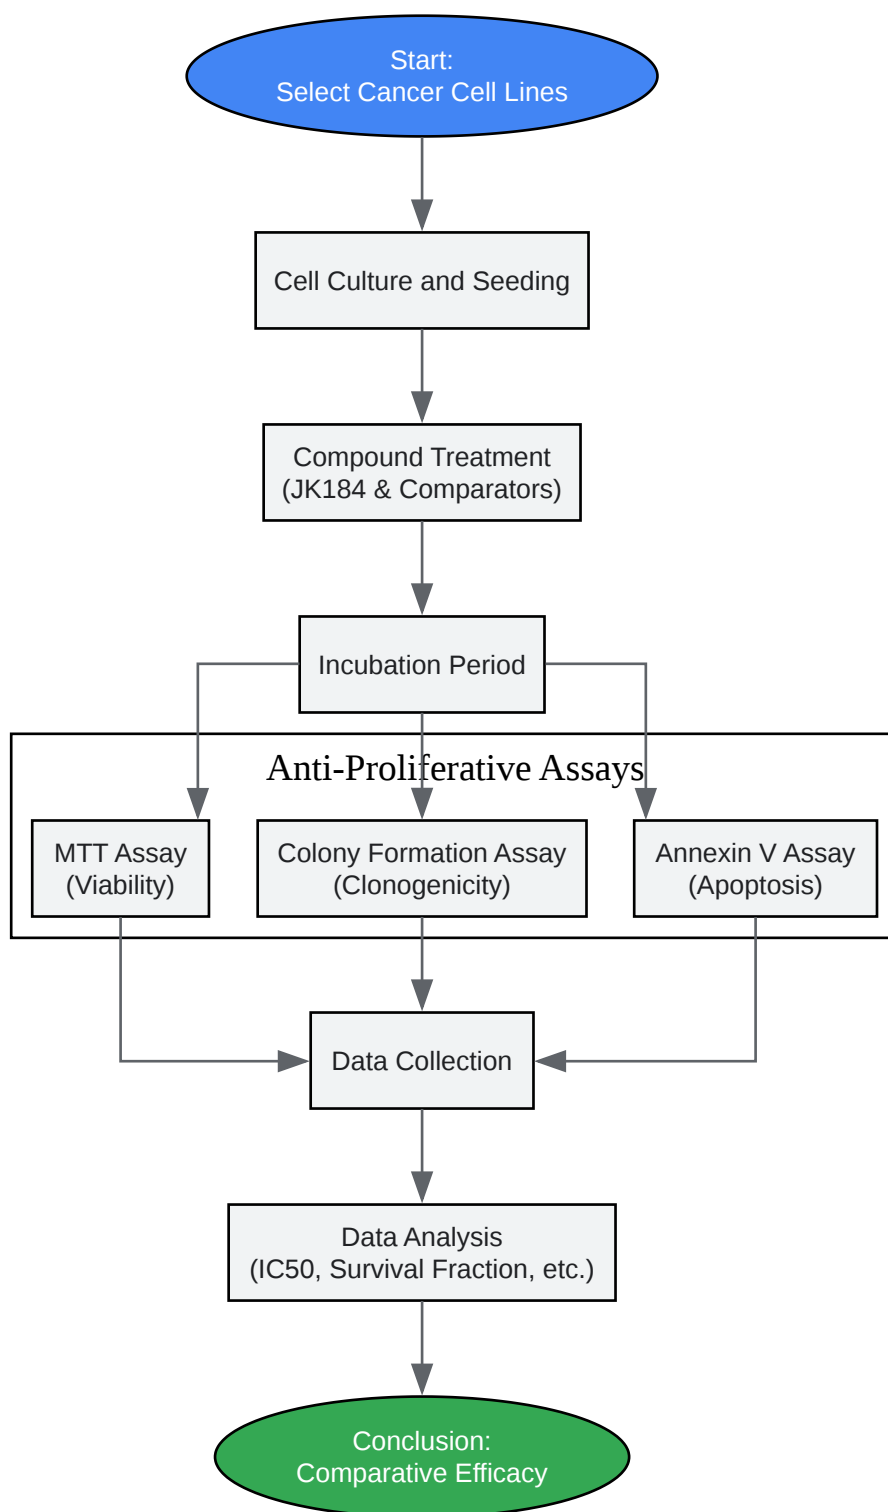 Start:
Select Cancer Cell Lines
Cell Culture and Seeding
Compound Treatment
(JK184 & Comparators)
Incubation Period
Anti-Proliferative Assays
MTT Assay
(Viability)
Colony Formation Assay
(Clonogenicity)
Annexin V Assay
(Apoptosis)
Data Collection
Data Analysis
(IC50, Survival Fraction, etc.)
Conclusion:
Comparative Efficacy